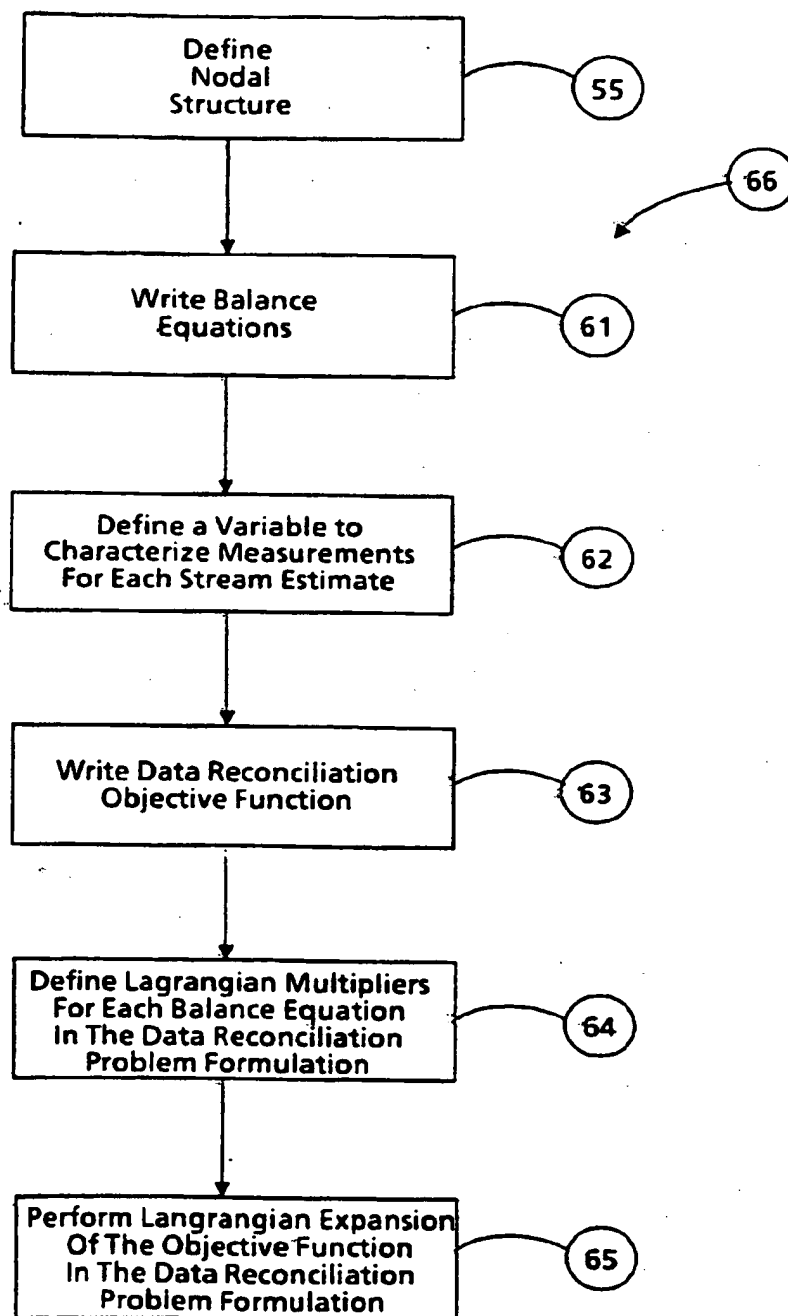 Define
Nodal
Structure
55
66
Write Balance
Equations
61
Define a Variable to
Characterize Measurements
For Each Stream Estimate
62
Write Data Reconciliation
Objective Function
63
Define Lagrangian Multipliers
For Each Balance Equation
In The Data Reconciliation
Problem Formulation
64
Perform Langrangian Expansion
Of The Objective Function
In The Data Reconciliation
Problem Formulation
65